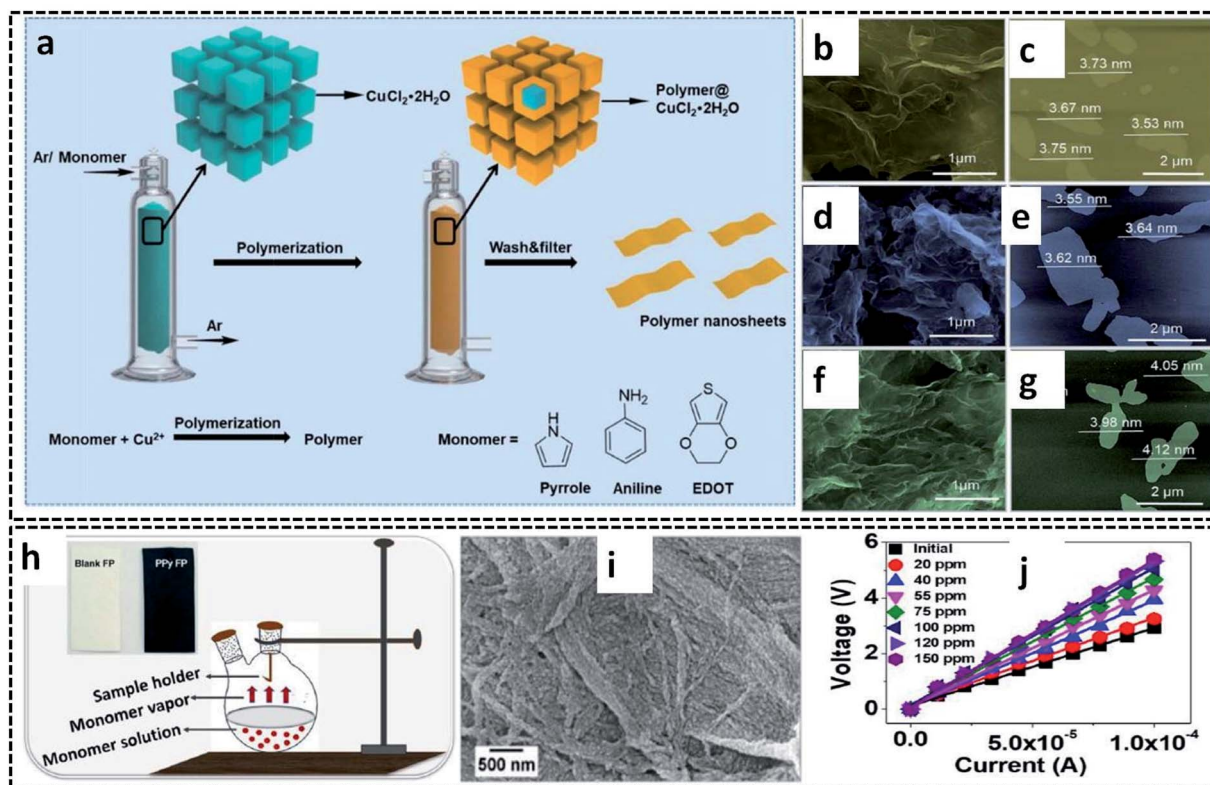 a
CuCl₂•2H₂O
Polymer@
CuCl₂•2H₂O
Ar/ Monomer
Polymerization
Wash&filter
Ar
Polymer nanosheets
Monomer + Cu²⁺
Polymerization
Polymer
Monomer =
H
N
NH₂
S
O
O
Pyrrole
Aniline
EDOT
b
1μm
c
3.73 nm
3.67 nm
3.53 nm
3.75 nm
2 μm
d
1μm
e
3.55 nm
3.64 nm
3.62 nm
2 μm
f
1μm
g
4.05 nm
3.98 nm
4.12 nm
2 μm
h
Blank FP
PPy FP
Sample holder
Monomer vapor
Monomer solution
i
500 nm
j
Voltage (V)
6
4
2
0
Initial
20 ppm
40 ppm
55 ppm
75 ppm
100 ppm
120 ppm
150 ppm
0.0
5.0x10⁻⁵
1.0x10⁻⁴
Current (A)